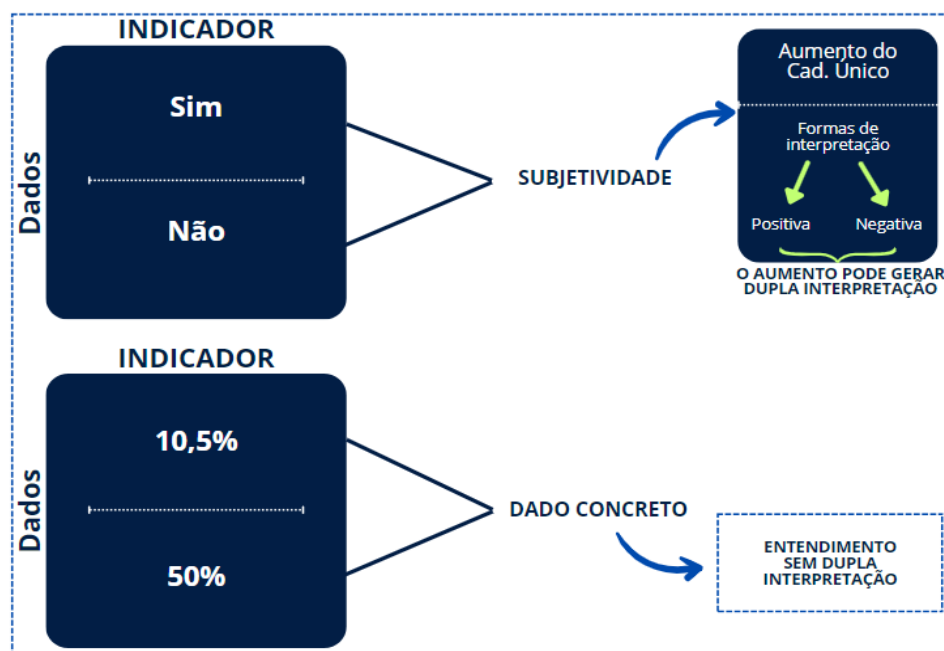 INDICADOR
Dados
Sim
Não
SUBJETIVIDADE
Aumento do
Cad. Único
Formas de
interpretação
Positiva
Negativa
O AUMENTO PODE GERAR
DUPLA INTERPRETAÇÃO
INDICADOR
Dados
10,5%
50%
DADO CONCRETO
ENTENDIMENTO
SEM DUPLA
INTERPRETAÇÃO